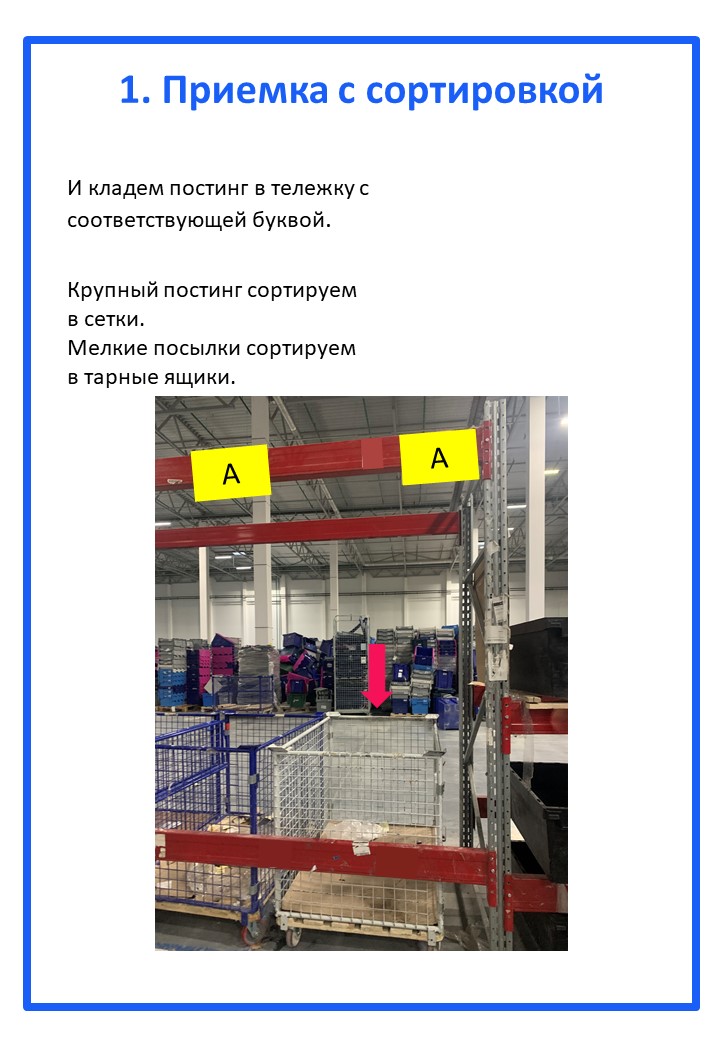 1. Приемка с сортировкой
И кладем постинг в тележку с
соответствующей буквой.
Крупный постинг сортируем
в сетки.
Мелкие посылки сортируем
в тарные ящики.
А
А